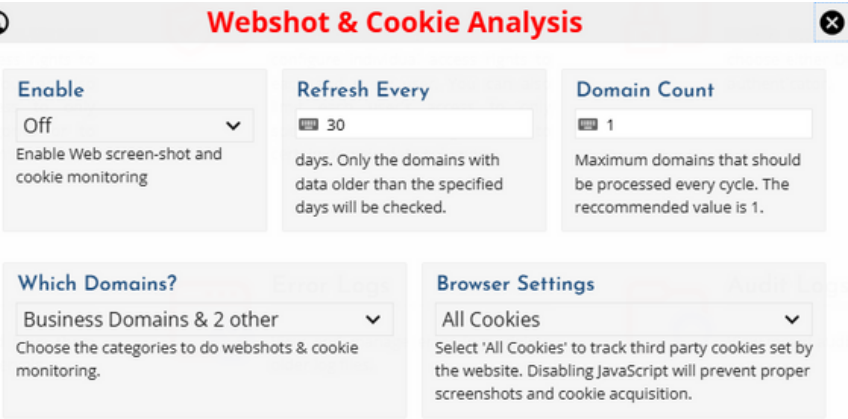 Webshot & Cookie Analysis
Enable
Off
Enable Web screen-shot and
cookie monitoring
Refresh Every
30
days. Only the domains with
data older than the specified
days will be checked.
Domain Count
1
Maximum domains that should
be processed every cycle. The
reccommended value is 1.
Which Domains?
Business Domains & 2 other
Choose the categories to do webshots & cookie
monitoring.
Browser Settings
All Cookies
Select 'All Cookies' to track third party cookies set by
the website. Disabling JavaScript will prevent proper
screenshots and cookie acquisition.
Error Logs
Audit Logs